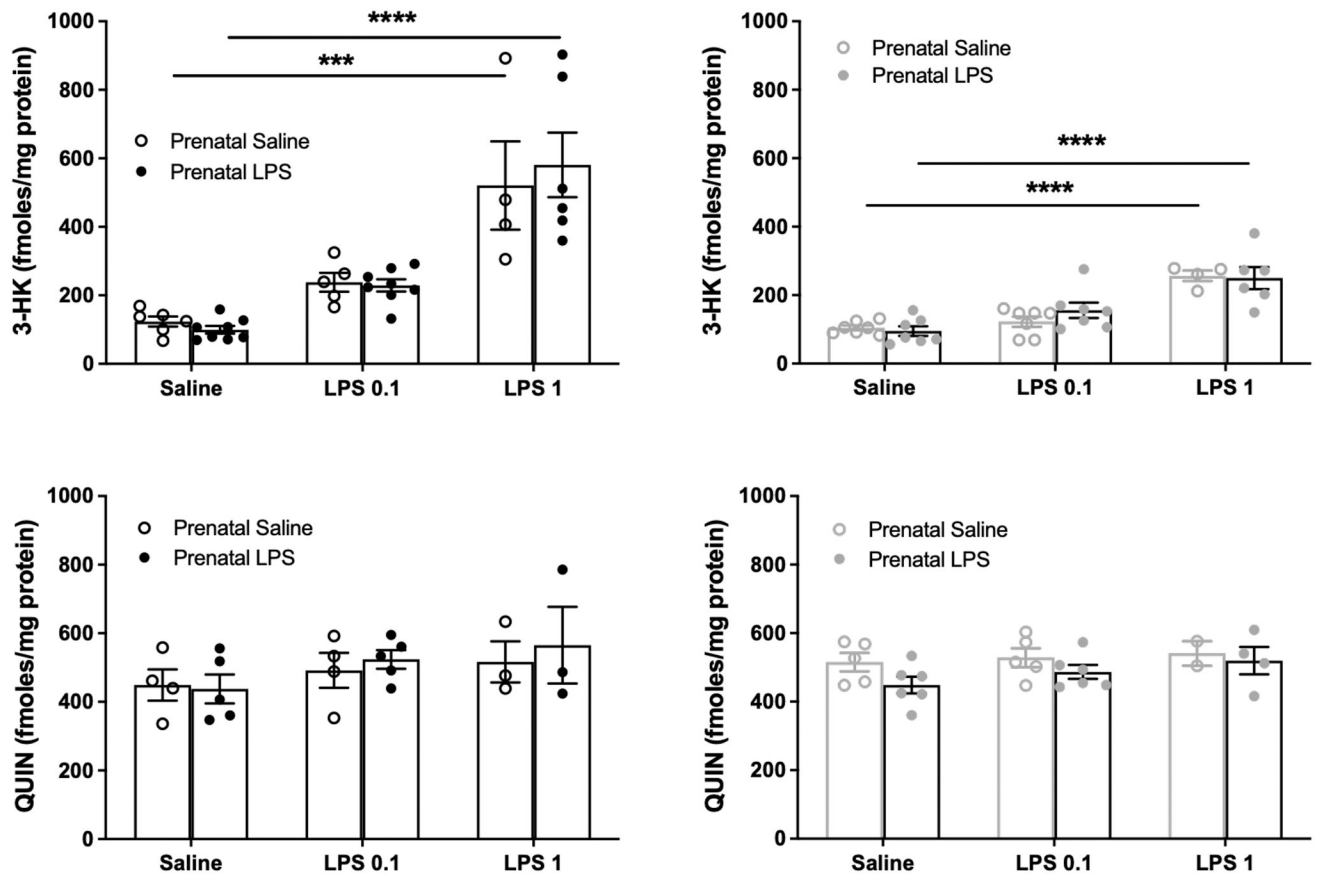 3-HK (fmoles/mg protein)
1000
800
600
400
200
0
****
***
Prenatal Saline
Prenatal LPS
Saline
LPS 0.1
LPS 1
3-HK (fmoles/mg protein)
1000
800
600
400
200
0
Prenatal Saline
Prenatal LPS
****
****
Saline
LPS 0.1
LPS 1
QUIN (fmoles/mg protein)
1000
800
600
400
200
0
Prenatal Saline
Prenatal LPS
Saline
LPS 0.1
LPS 1
QUIN (fmoles/mg protein)
1000
800
600
400
200
0
Prenatal Saline
Prenatal LPS
Saline
LPS 0.1
LPS 1